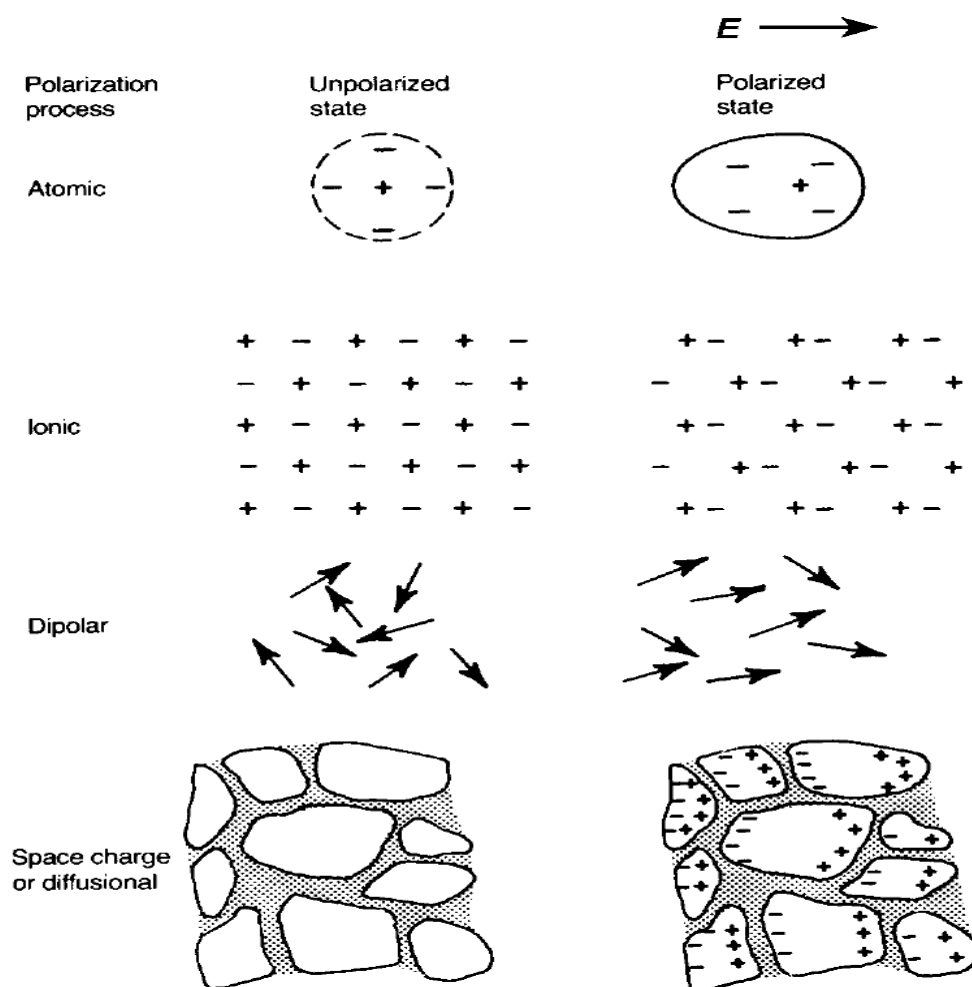 E
Polarization
process
Unpolarized
state
Polarized
state
Atomic
Ionic
Dipolar
Space charge
or diffusional